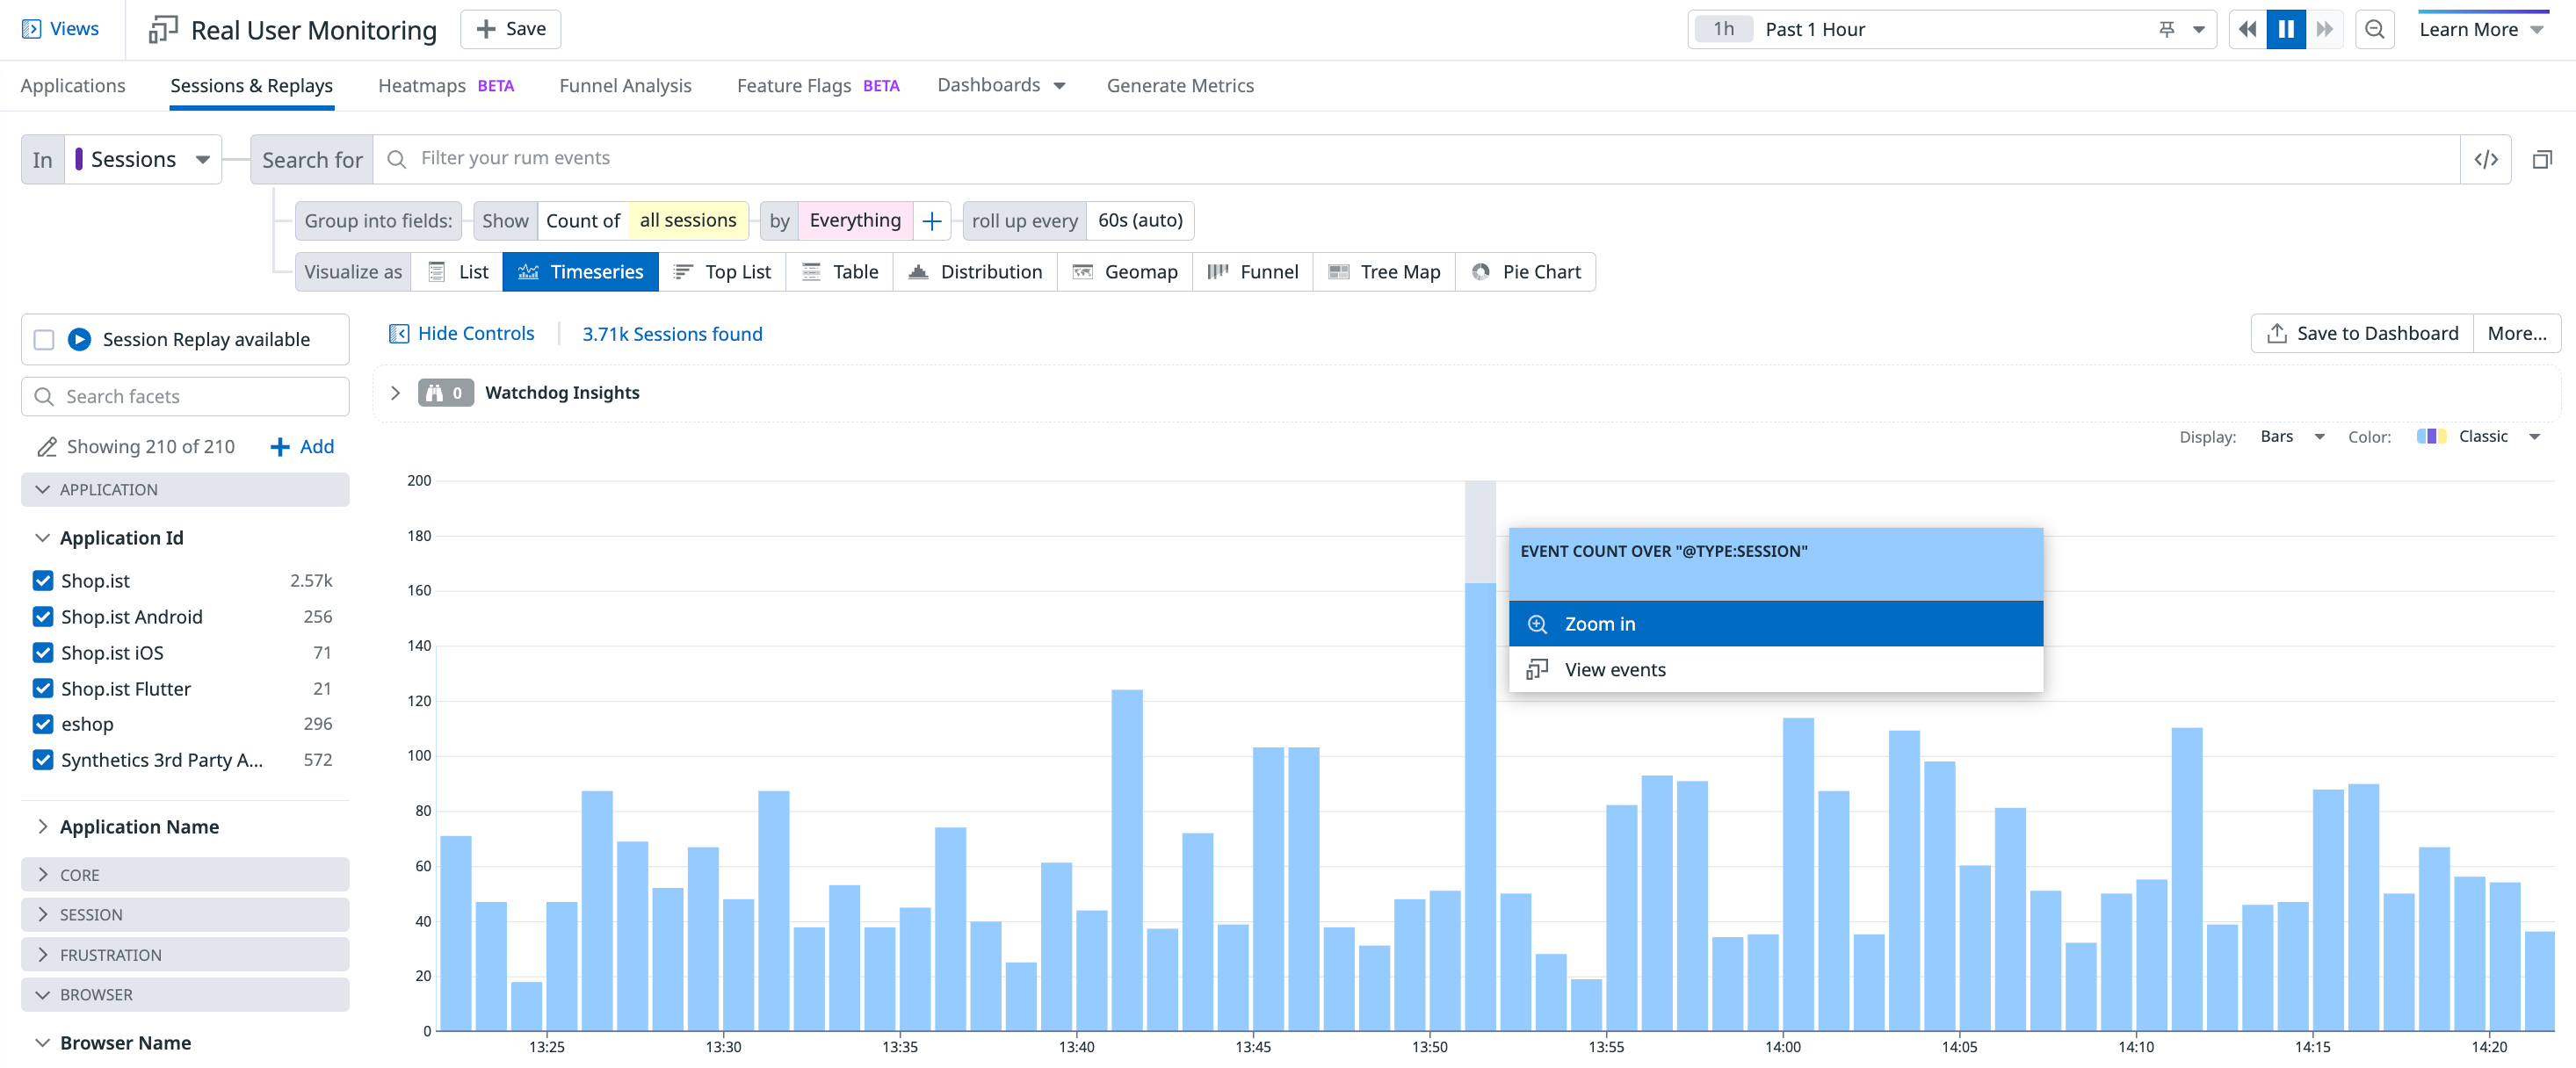 Views
Real User Monitoring
Save
1h Past 1 Hour
Learn More
Applications Sessions & Replays Heatmaps BETA Funnel Analysis Feature Flags BETA Dashboards Generate Metrics
In Sessions Search for Filter your rum events </>
Group into fields: Show Count of all sessions by Everything + roll up every 60s (auto)
Visualize as List Timeseries Top List Table Distribution Geomap Funnel Tree Map Pie Chart
Session Replay available
Hide Controls 3.71k Sessions found
Save to Dashboard More...
Search facets
0 Watchdog Insights
Showing 210 of 210 Add
Display: Bars Color: Classic
APPLICATION
Application Id
Shop.ist 2.57k
Shop.ist Android 256
Shop.ist iOS 71
Shop.ist Flutter 21
eshop 296
Synthetics 3rd Party A... 572
Application Name
CORE
SESSION
FRUSTRATION
BROWSER
Browser Name
200
180
160
140
120
100
80
60
40
20
0
EVENT COUNT OVER "@TYPE:SESSION"
Zoom in
View events
13:25 13:30 13:35 13:40 13:45 13:50 13:55 14:00 14:05 14:10 14:15 14:20